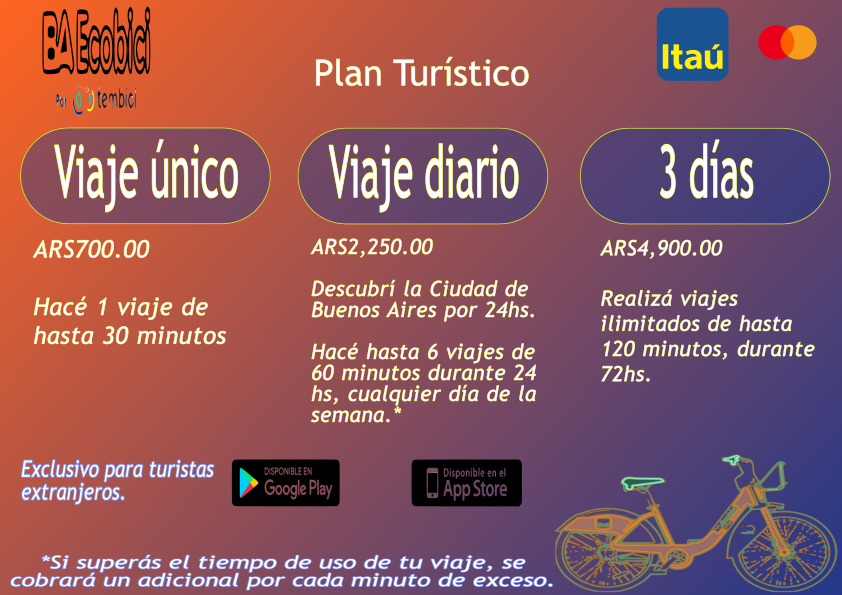 BA Ecobici
Por tembici
Itaú
Plan Turístico
Viaje único
ARS700.00
Hacé 1 viaje de
hasta 30 minutos
Viaje diario
ARS2,250.00
Descubrí la Ciudad de
Buenos Aires por 24hs.
Hacé hasta 6 viajes de
60 minutos durante 24
hs, cualquier día de la
semana.*
3 días
ARS4,900.00
Realizá viajes
ilimitados de hasta
120 minutos, durante
72hs.
Exclusivo para turistas
extranjeros.
DISPONIBLE EN
Google Play
Disponible en el
App Store
*Si superás el tiempo de uso de tu viaje, se
cobrará un adicional por cada minuto de exceso.